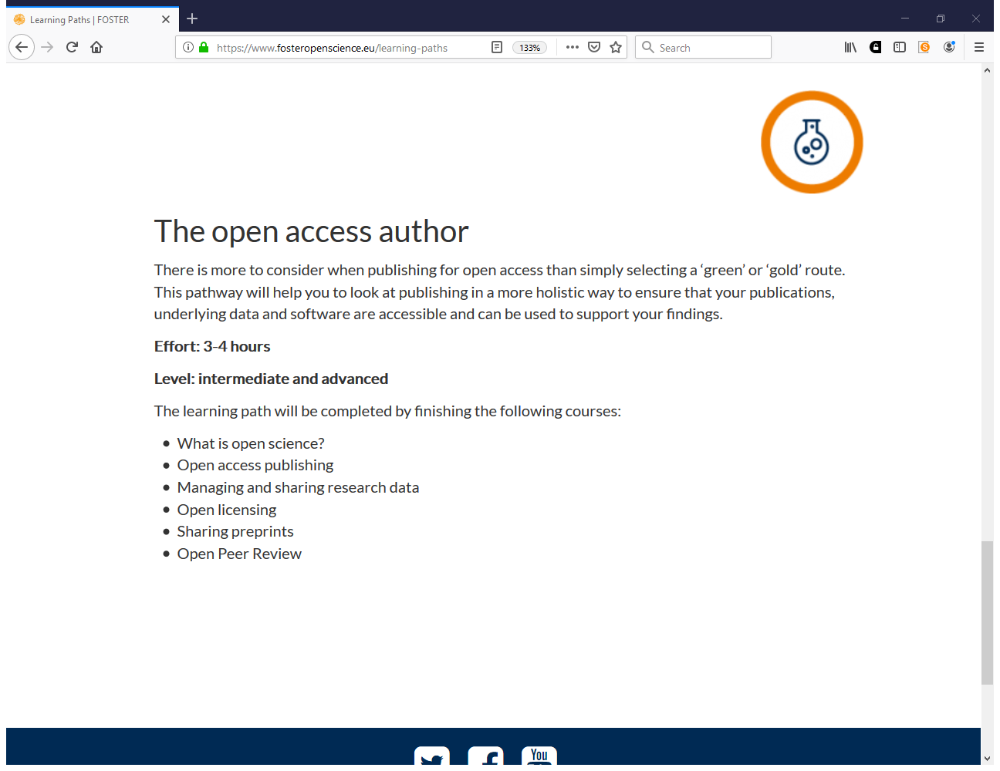 Learning Paths | FOSTER
https://www.fosteropenscience.eu/learning-paths
133%
Search
The open access author
There is more to consider when publishing for open access than simply selecting a ‘green’ or ‘gold’ route.
This pathway will help you to look at publishing in a more holistic way to ensure that your publications,
underlying data and software are accessible and can be used to support your findings.
Effort: 3-4 hours
Level: intermediate and advanced
The learning path will be completed by finishing the following courses:
What is open science?
Open access publishing
Managing and sharing research data
Open licensing
Sharing preprints
Open Peer Review
You